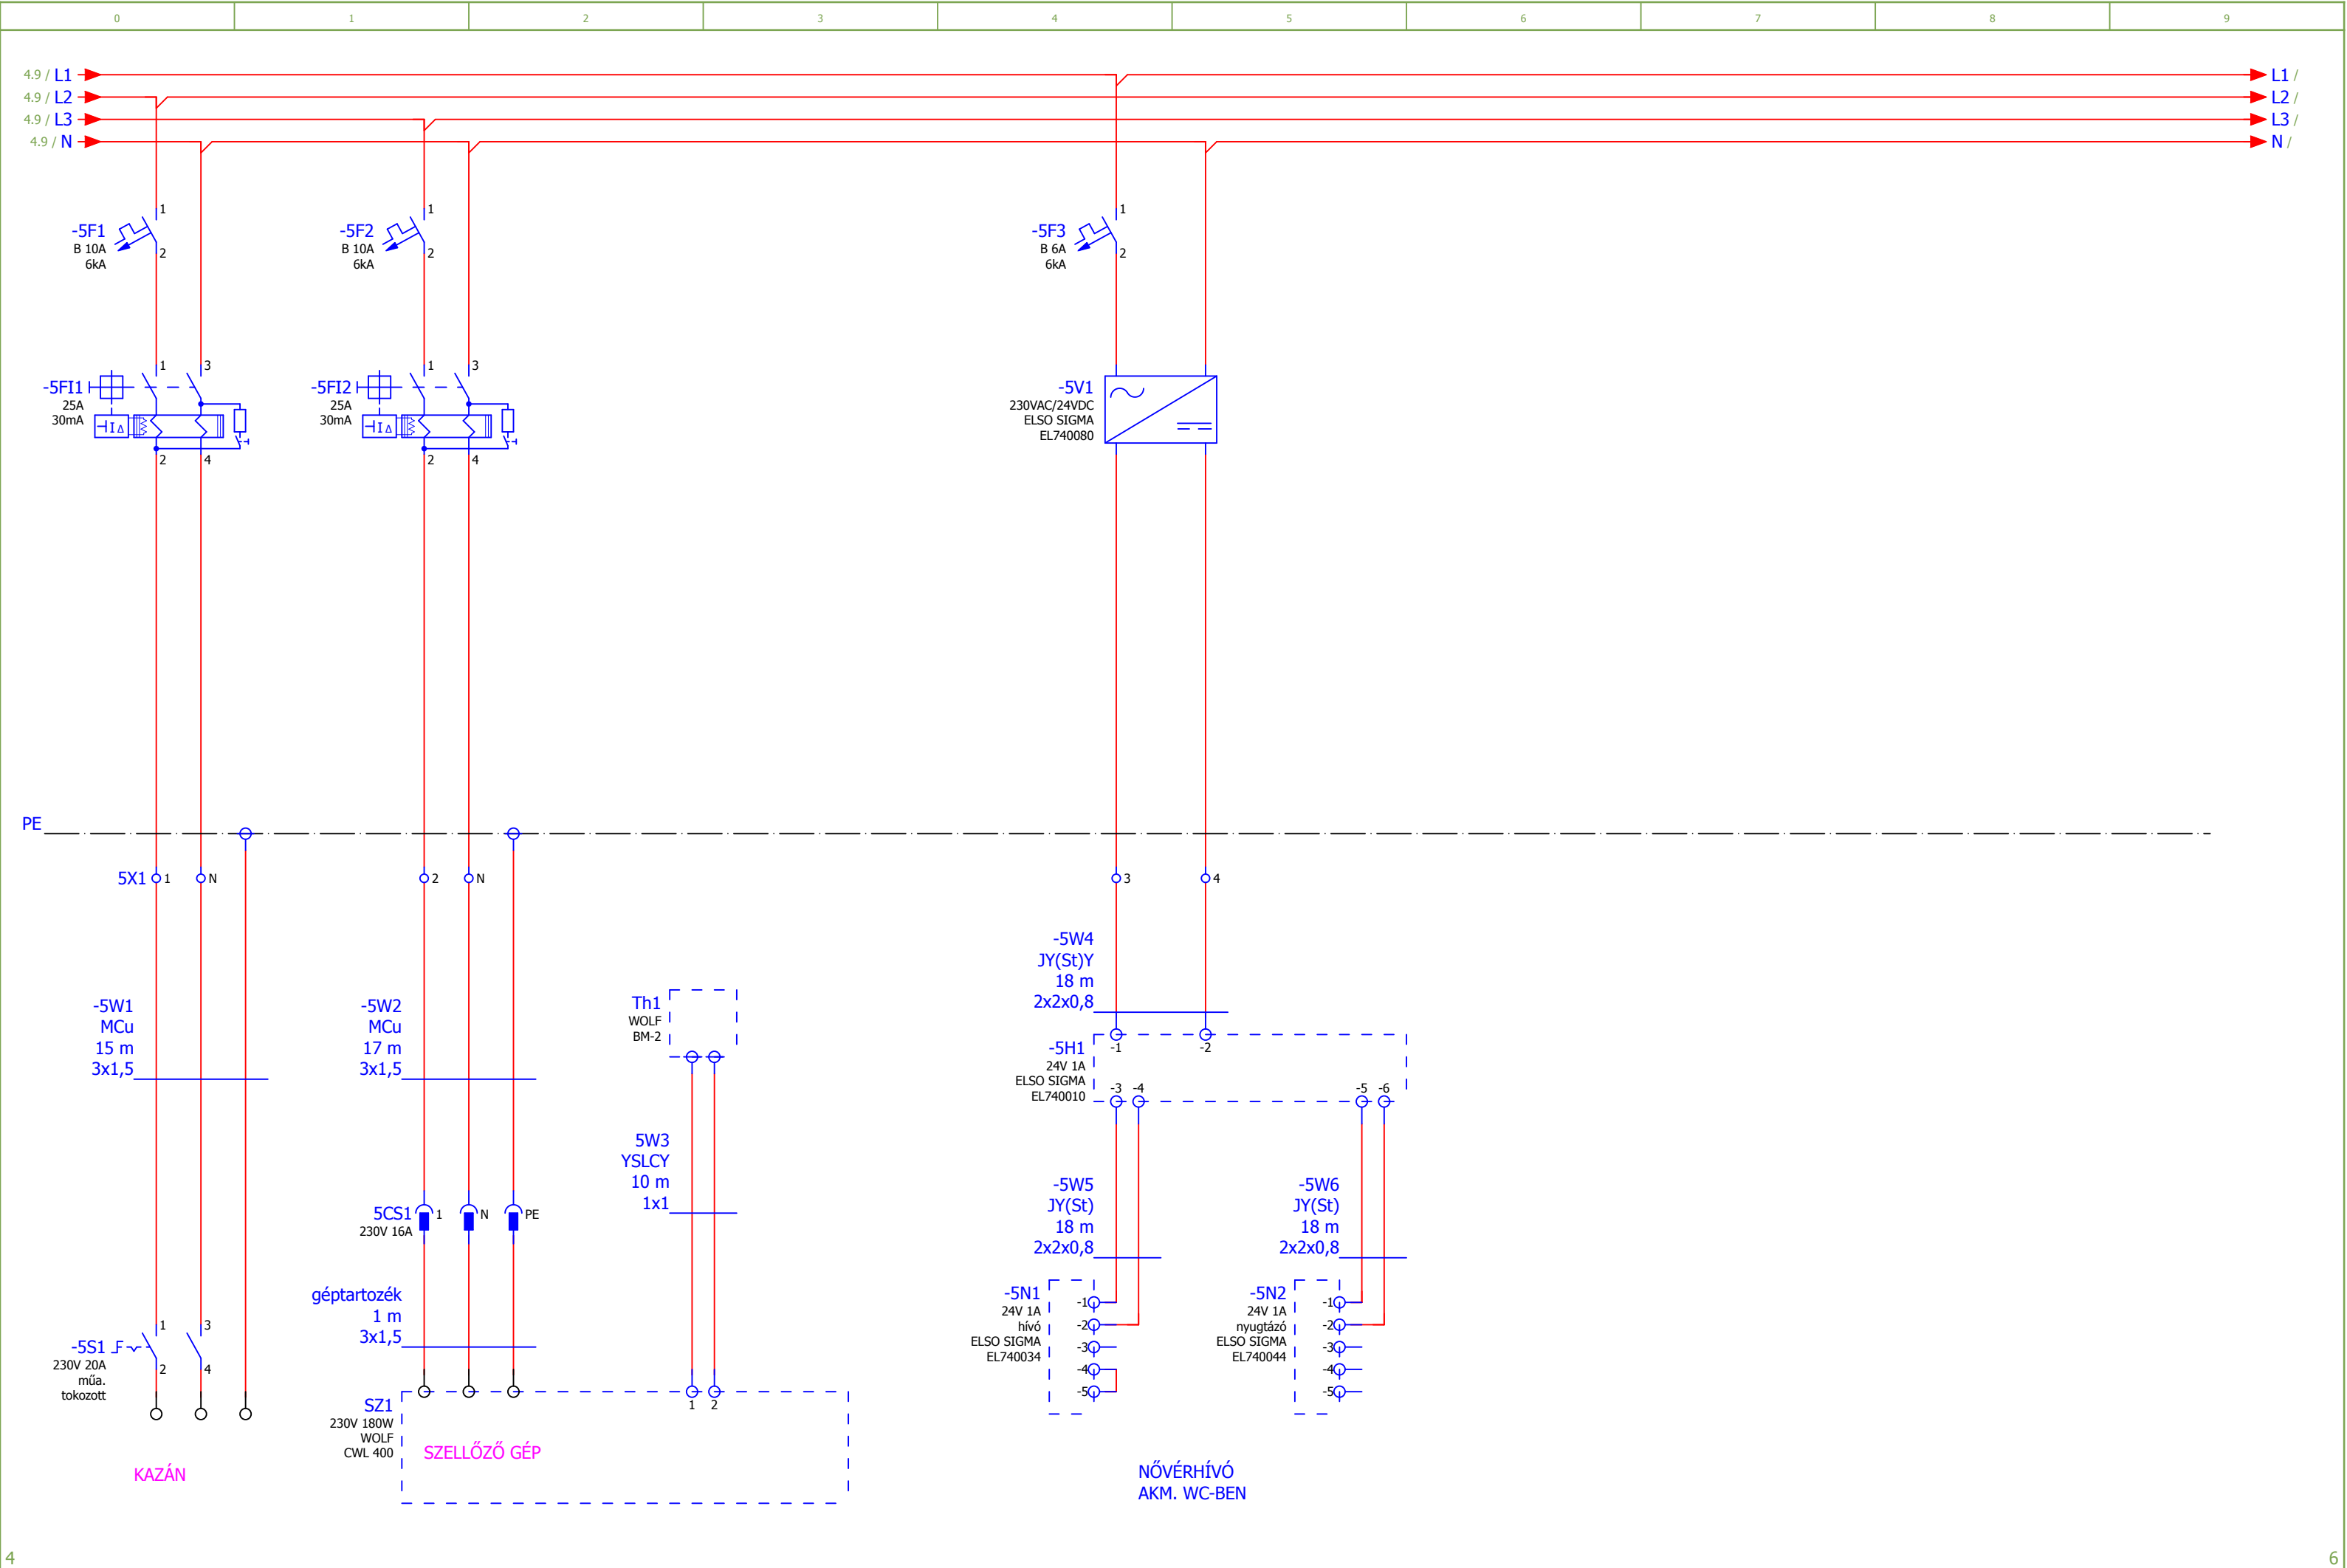 0 1 2 3 4 5 6 7 8 9
4.9 / L1
L1 /
4.9 / L2
L2 /
4.9 / L3
L3 /
4.9 / N
N /
-5F1
B 10A
6kA
1
2
-5F2
B 10A
6kA
1
2
-5F3
B 6A
6kA
1
2
-5FI1
25A
30mA
1 3
I Δ
2 4
-5FI2
25A
30mA
1 3
I Δ
2 4
-5V1
230VAC/24VDC
ELSO SIGMA
EL740080
PE
5X1 1 N 2 N 3 4
-5W1
MCu
15 m
3x1,5
-5W2
MCu
17 m
3x1,5
Th1
WOLF
BM-2
-5W4
JY(St)Y
18 m
2x2x0,8
-5H1
24V 1A
ELSO SIGMA
EL740010
-1 -2
-3 -4 -5 -6
5W3
YSLCY
10 m
1x1
5CS1
230V 16A
1 N PE
géptartozék
1 m
3x1,5
-5W5
JY(St)
18 m
2x2x0,8
-5W6
JY(St)
18 m
2x2x0,8
-5S1
230V 20A
műa.
tokozott
1 3
2 4
KAZÁN
SZ1
230V 180W
WOLF
CWL 400
1 2
SZELLŐZŐ GÉP
-5N1
24V 1A
hívó
ELSO SIGMA
EL740034
-1
-2
-3
-4
-5
-5N2
24V 1A
nyugtázó
ELSO SIGMA
EL740044
-1
-2
-3
-4
-5
NŐVÉRHÍVÓ
AKM. WC-BEN
4
6